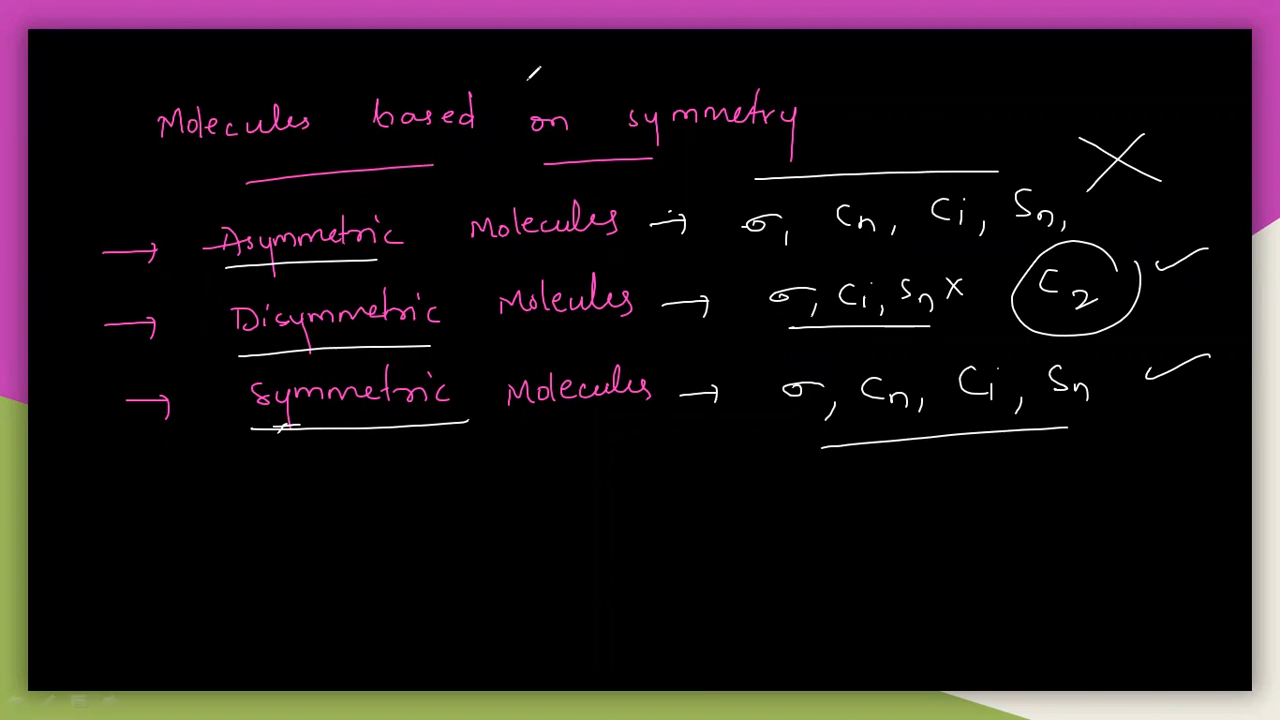 Molecules based on symmetry
→ Asymmetric Molecules → σ, Cn, Ci, Sn, X
→ Disymmetric Molecules → σ, Ci, Sn X C2 ✓
→ Symmetric Molecules → σ, Cn, Ci, Sn ✓